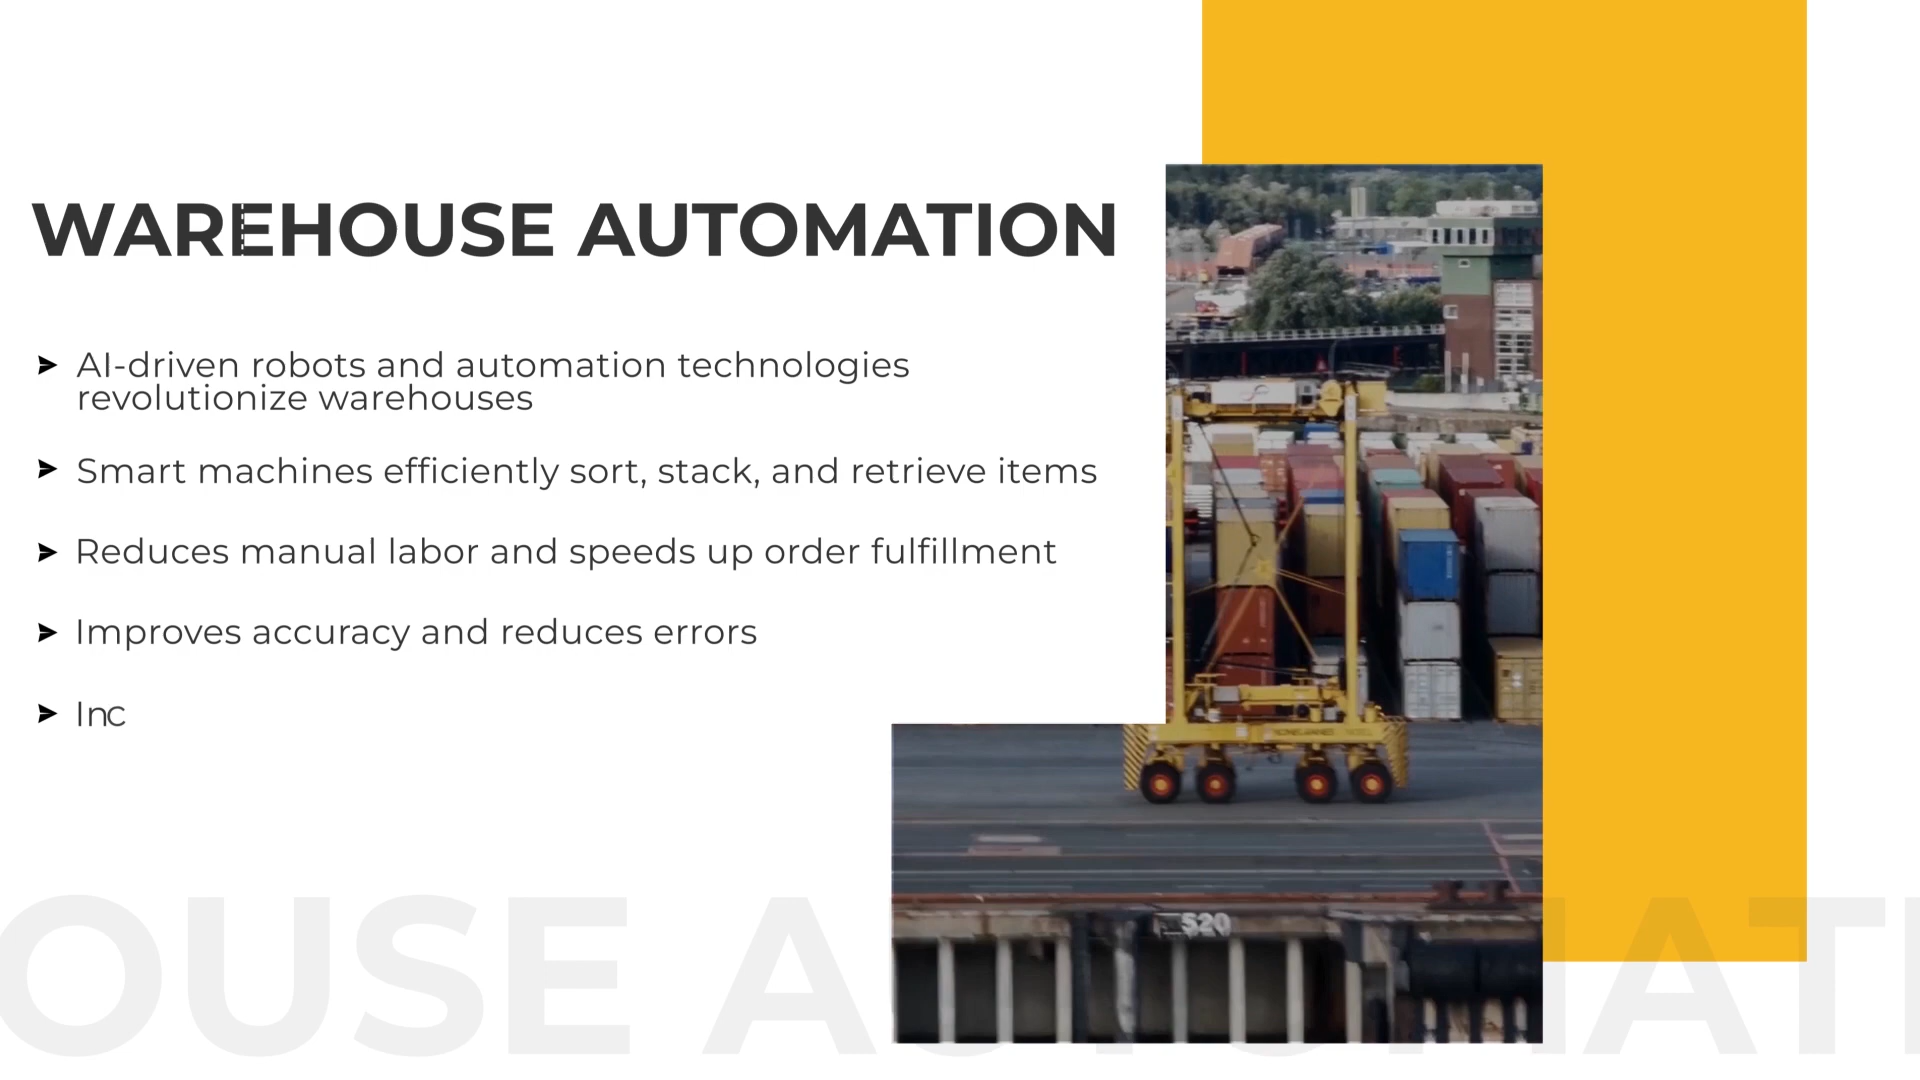 WAREHOUSE AUTOMATION
AI-driven robots and automation technologies
revolutionize warehouses
Smart machines efficiently sort, stack, and retrieve items
Reduces manual labor and speeds up order fulfillment
Improves accuracy and reduces errors
Inc
520
OUSE AUTOMATI